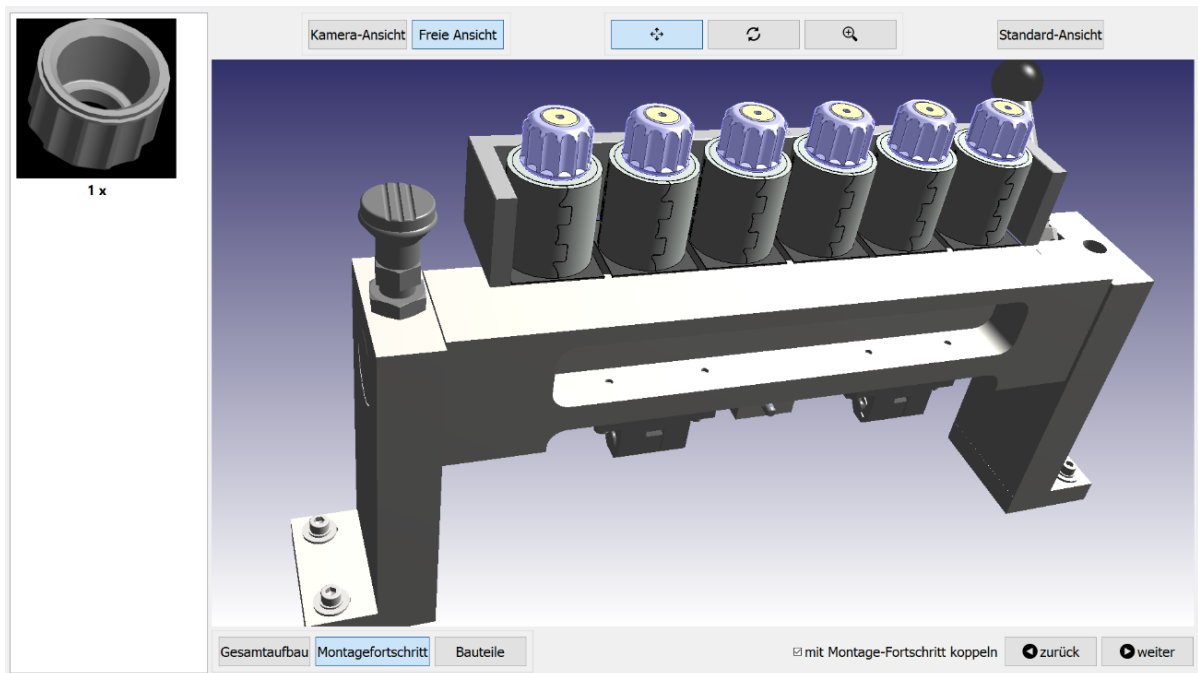 Kamera-Ansicht Freie Ansicht Standard-Ansicht
1 x
Gesamtaufbau Montagefortschritt Bauteile mit Montage-Fortschritt koppeln zurück weiter